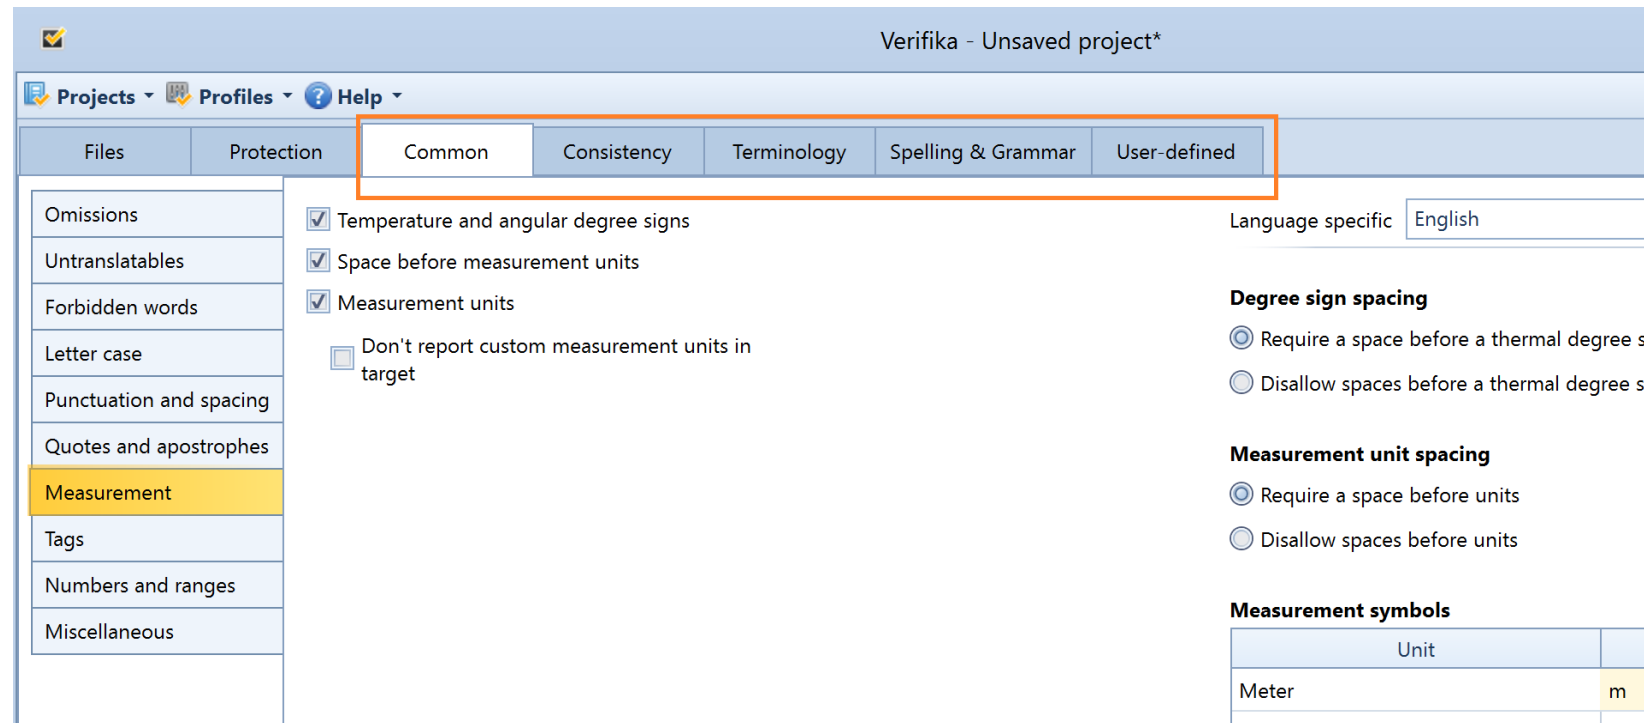 Verifika - Unsaved project*
Projects Profiles Help
Files Protection Common Consistency Terminology Spelling & Grammar User-defined
Omissions
Untranslatables
Forbidden words
Letter case
Punctuation and spacing
Quotes and apostrophes
Measurement
Tags
Numbers and ranges
Miscellaneous
Temperature and angular degree signs
Space before measurement units
Measurement units
Don't report custom measurement units in
target
Language specific English
Degree sign spacing
Require a space before a thermal degree s
Disallow spaces before a thermal degree s
Measurement unit spacing
Require a space before units
Disallow spaces before units
Measurement symbols
Unit
Meter m